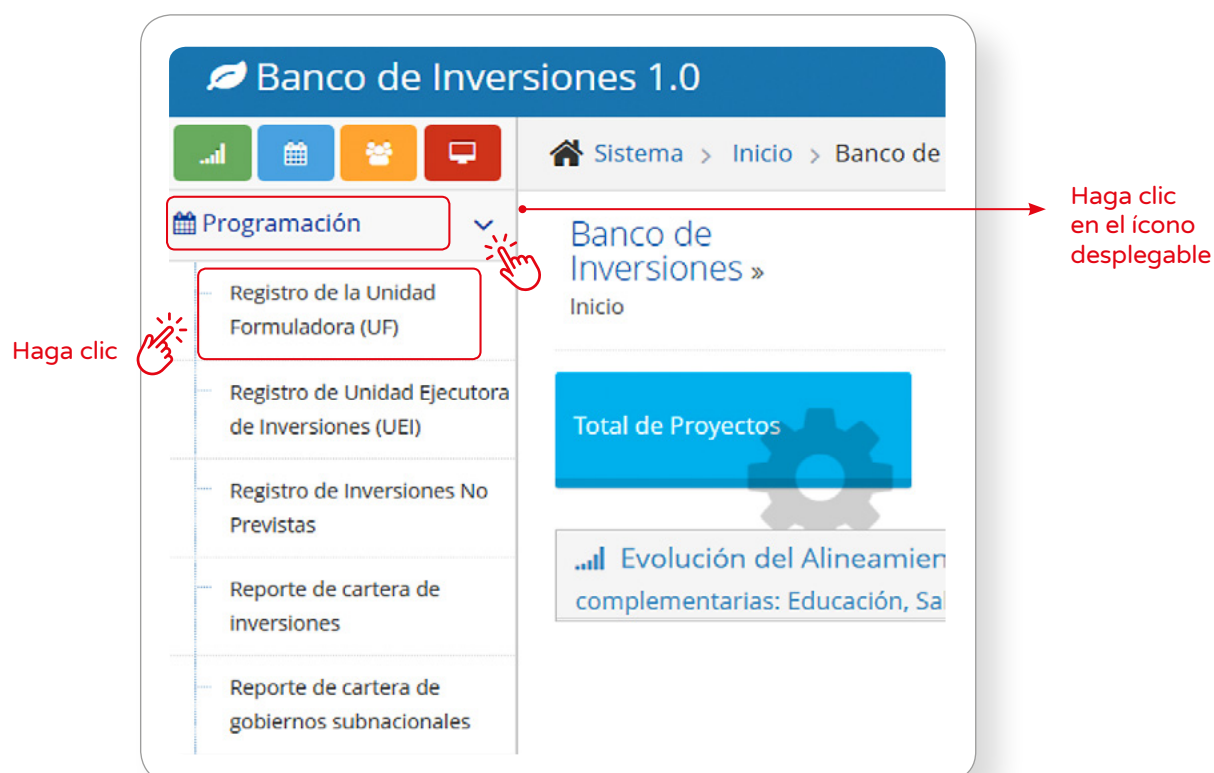 Banco de Inversiones 1.0
Sistema > Inicio > Banco de
Programación
Registro de la Unidad
Formuladora (UF)
Registro de Unidad Ejecutora
de Inversiones (UEI)
Registro de Inversiones No
Previstas
Reporte de cartera de
inversiones
Reporte de cartera de
gobiernos subnacionales
Haga clic
Banco de
Inversiones »
Inicio
Total de Proyectos
Evolución del Alineamien
complementarias: Educación, Sal
Haga clic
en el ícono
desplegable